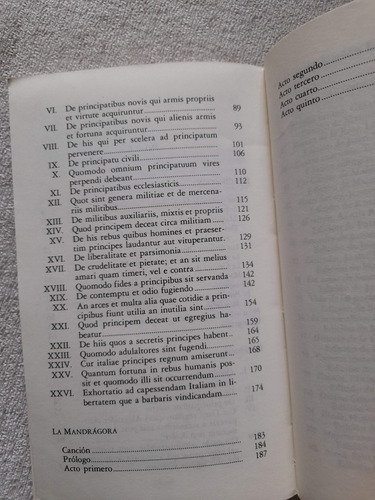 VI. De principatibus novis qui armis propriis
et virtute acquiruntur 89
VII. De principatibus novis qui alienis armis
et fortuna acquiruntur 93
VIII. De his qui per scelera ad principatum
pervenere 101
IX. De principatu civili 106
X. Quomodo omnium principatuum vires
perpendi debeant 110
XI. De principatibus ecclesiasticis 112
XII. Quot sint genera militiae et de mercena-
riis militibus 115
XIII. De militibus auxiliariis, mixtis et propriis 121
XIV. Quod principem deceat circa militiam 126
XV. De his rebus quibus homines et praeser-
tim principes laudantur aut vituperantur. 129
XVI. De liberalitate et parsimonia 131
XVII. De crudelitate et pietate; et an sit melius
amari quam timeri, vel e contra 134
XVIII. Quomodo fides a principibus sit servanda 142
XIX. De contemptu et odio fugiendo 142
XX. An arces et multa alia quae cotidie a prin-
cipibus fiunt utilia an inutilia sint 154
XXI. Quod principem deceat ut egregius ha-
beatur 159
XXII. De hiis quos a secretis principes habent 164
XXIII. Quomodo adulatores sint fugiendi 165
XXIV. Cur italiae principes regnum amiserunt 168
XXV. Quantum fortuna in rebus humanis pos-
sit et quomodo illi sit occurrendum 170
XXVI. Exhortatio ad capessendam Italiam in li-
bertatem que a barbaris vindicandam 174
LA MANDRÁGORA
Canción 183
Prólogo 184
Acto primero 187
Acto segundo
Acto tercero
Acto cuarto
Acto quinto